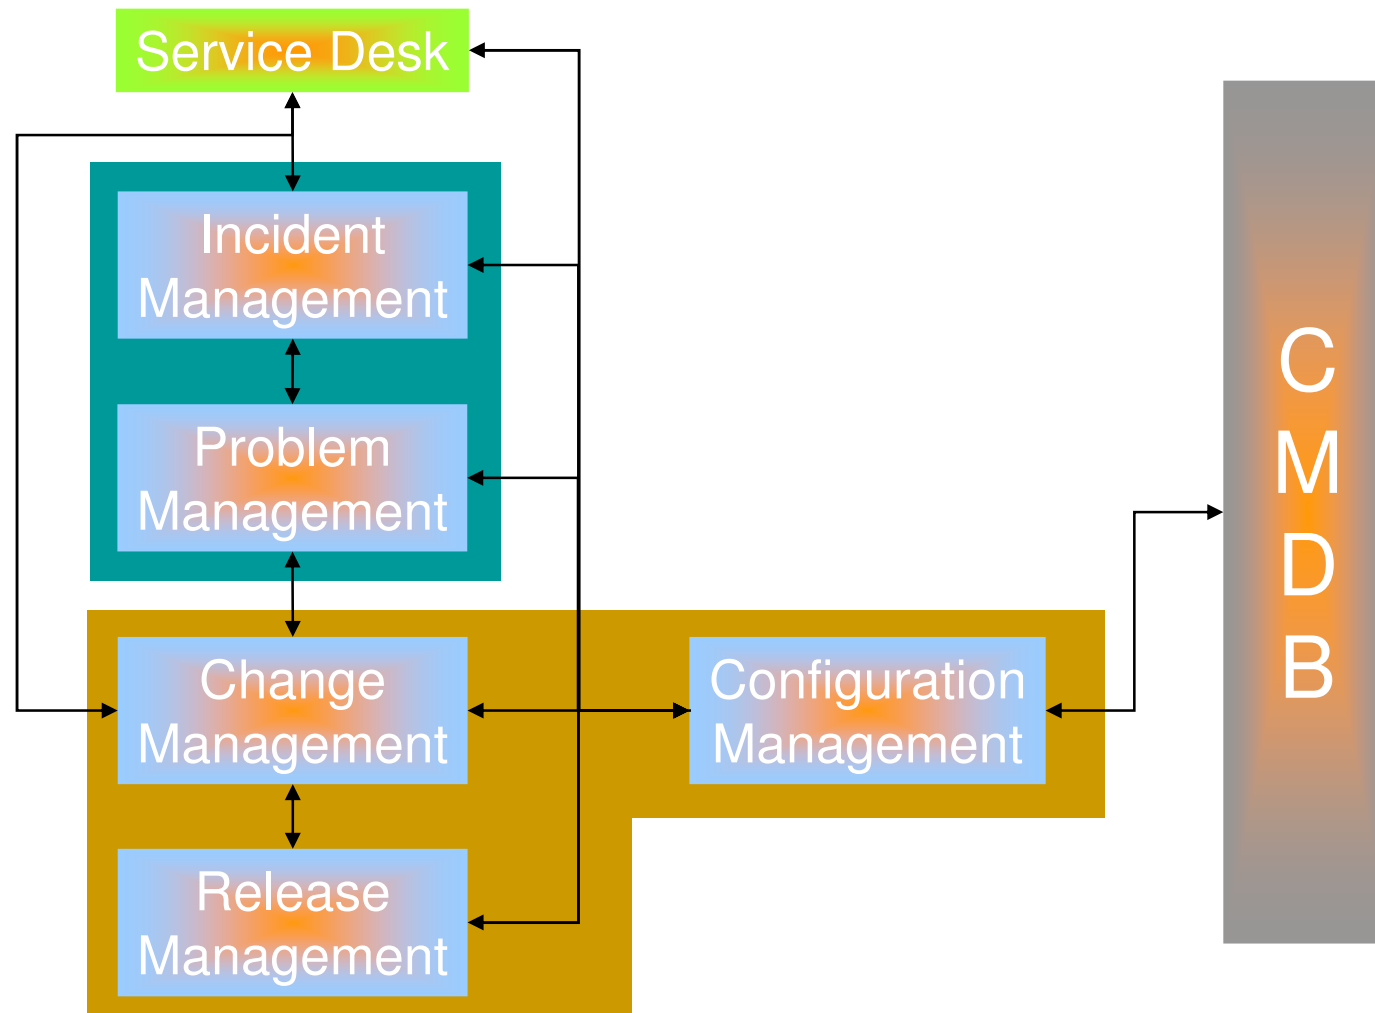 Service Desk
Incident
Management
Problem
Management
Change
Management
Configuration
Management
Release
Management
C
M
D
B